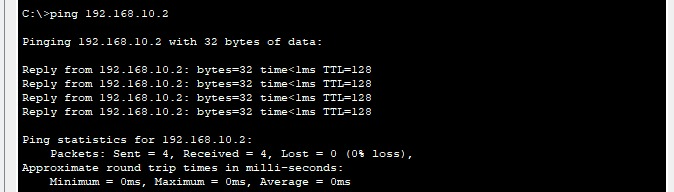 C:\>ping 192.168.10.2
Pinging 192.168.10.2 with 32 bytes of data:
Reply from 192.168.10.2: bytes=32 time<1ms TTL=128
Reply from 192.168.10.2: bytes=32 time<1ms TTL=128
Reply from 192.168.10.2: bytes=32 time<1ms TTL=128
Reply from 192.168.10.2: bytes=32 time<1ms TTL=128
Ping statistics for 192.168.10.2:
Packets: Sent = 4, Received = 4, Lost = 0 (0% loss),
Approximate round trip times in milli-seconds:
Minimum = 0ms, Maximum = 0ms, Average = 0ms